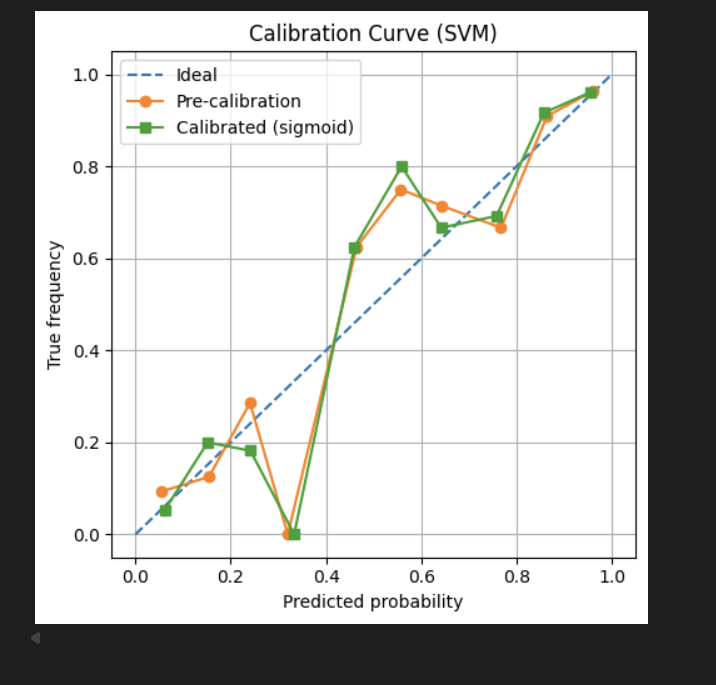 Calibration Curve (SVM)
Ideal
Pre-calibration
Calibrated (sigmoid)
True frequency
1.0
0.8
0.6
0.4
0.2
0.0
0.0 0.2 0.4 0.6 0.8 1.0
Predicted probability